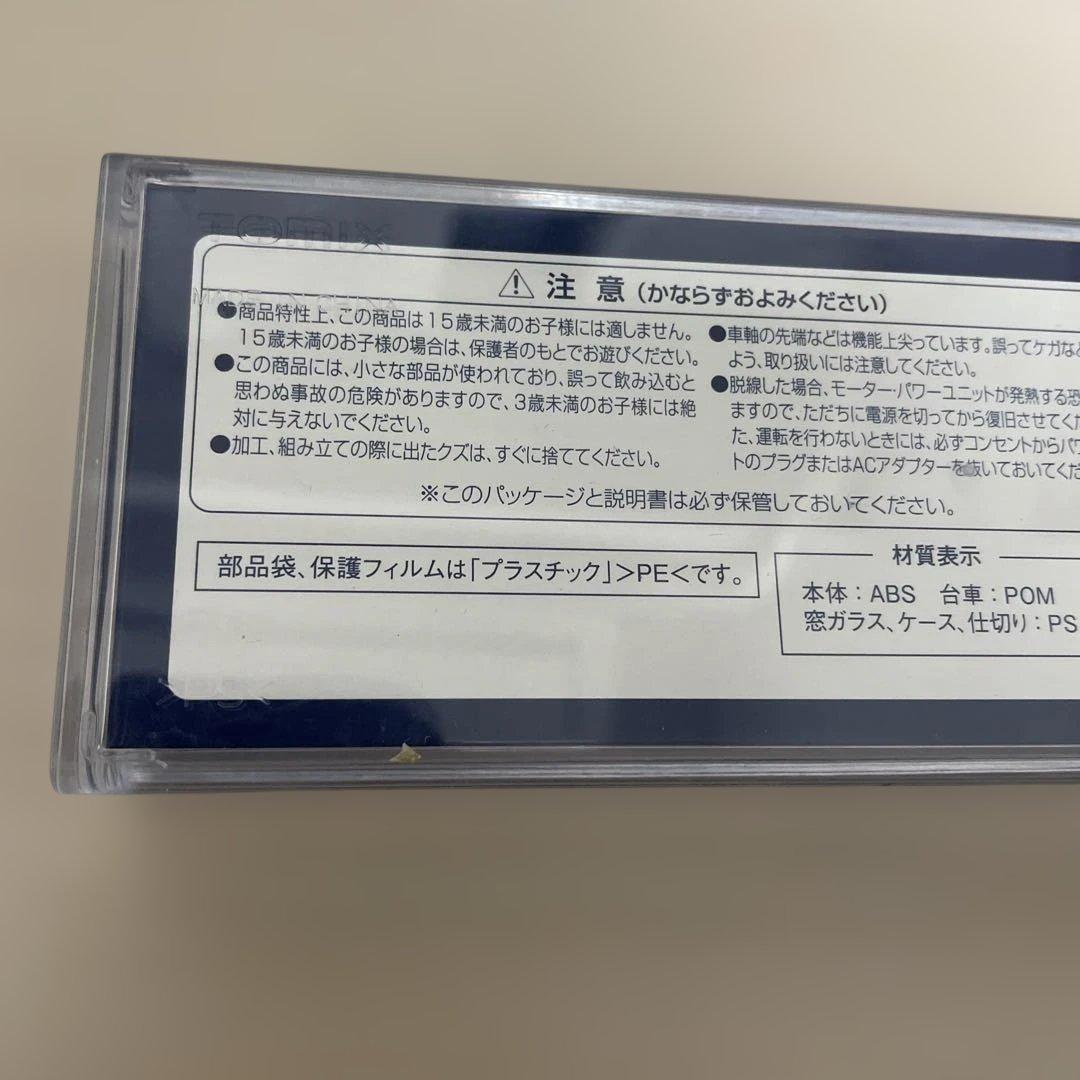 TOMIX
MADE IN CHINA
注 意 (かならずおよみください)
●商品特性上、この商品は15歳未満のお子様には適しません。
15歳未満のお子様の場合は、保護者のもとでお遊びください。
●この商品には、小さな部品が使われており、誤って飲み込むと
思わぬ事故の危険がありますので、3歳未満のお子様には絶
対に与えないでください。
●加工、組み立ての際に出たクズは、すぐに捨ててください。
●車軸の先端などは機能上尖っています。誤ってケガな
よう、取り扱いには注意してください。
●脱線した場合、モーター・パワーユニットが発熱する恐
ますので、ただちに電源を切ってから復旧させてくだ
た、運転を行わないときには、必ずコンセントからパワ
トのプラグまたはACアダプターを抜いておいてくだ
※このパッケージと説明書は必ず保管しておいてください。
部品袋、保護フィルムは「プラスチック」>PE<です。
材質表示
本体：ABS 台車：POM
窓ガラス、ケース、仕切り：PS
>PS<